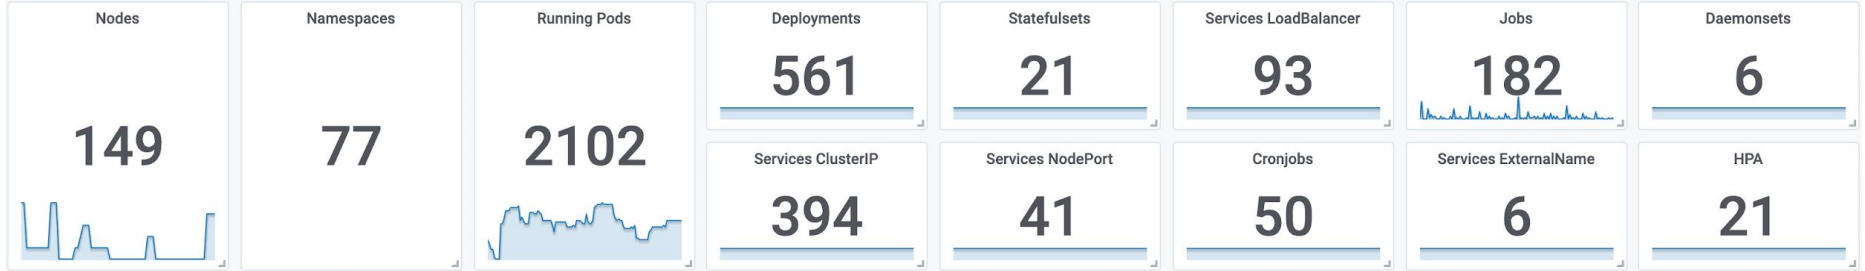 Nodes
149
Namespaces
77
Running Pods
2102
Deployments
561
Statefulsets
21
Services LoadBalancer
93
Jobs
182
Daemonsets
6
Services ClusterIP
394
Services NodePort
41
Cronjobs
50
Services ExternalName
6
HPA
21